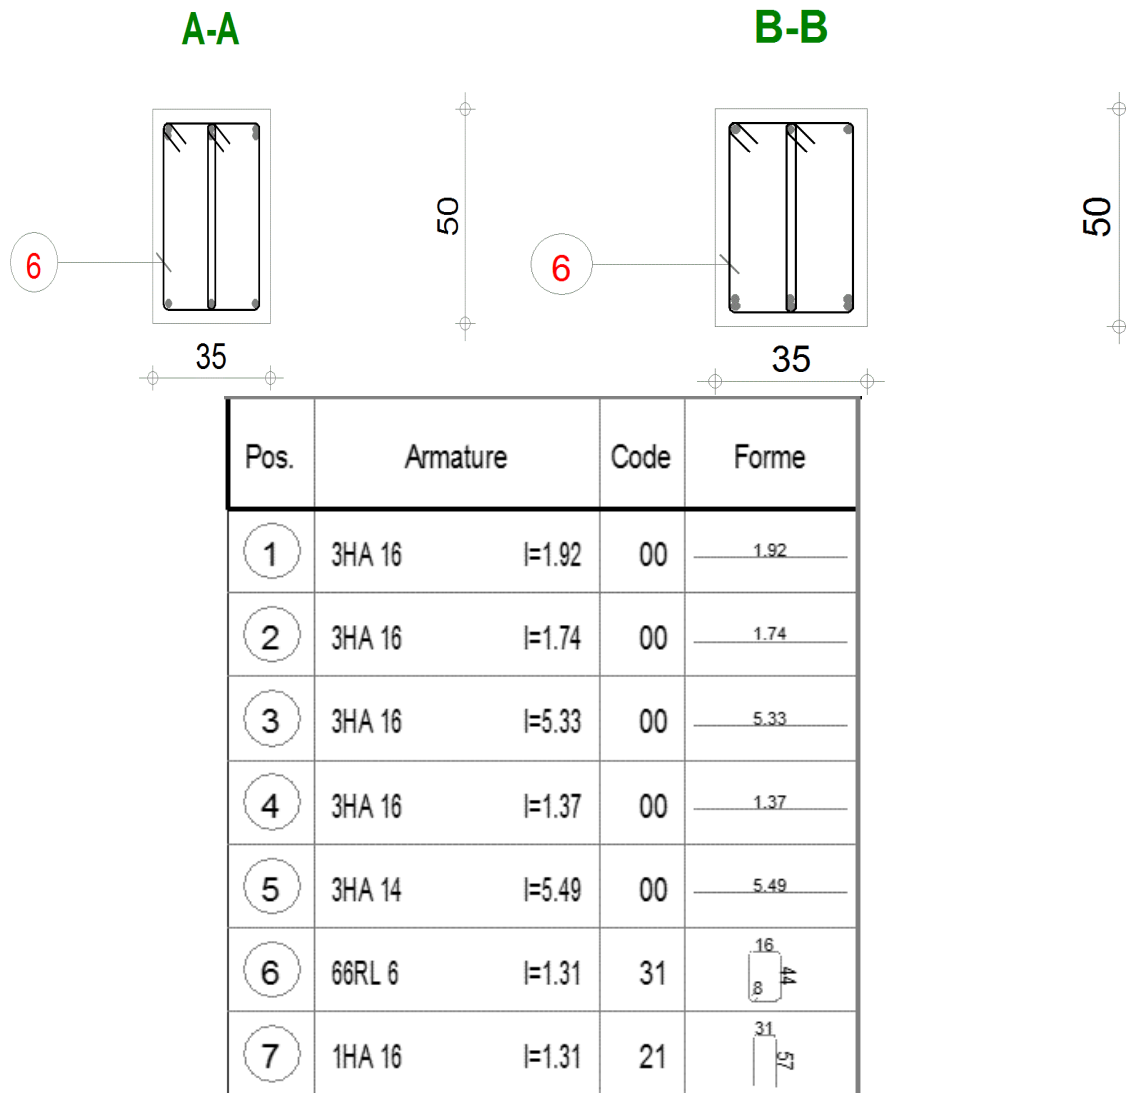 A-A
B-B
50
50
6
6
35
35
Pos. Armature Code Forme
1 3HA 16 l=1.92 00 1.92
2 3HA 16 l=1.74 00 1.74
3 3HA 16 l=5.33 00 5.33
4 3HA 16 l=1.37 00 1.37
5 3HA 14 l=5.49 00 5.49
6 66RL 6 l=1.31 31 16 44 8
7 1HA 16 l=1.31 21 31 57